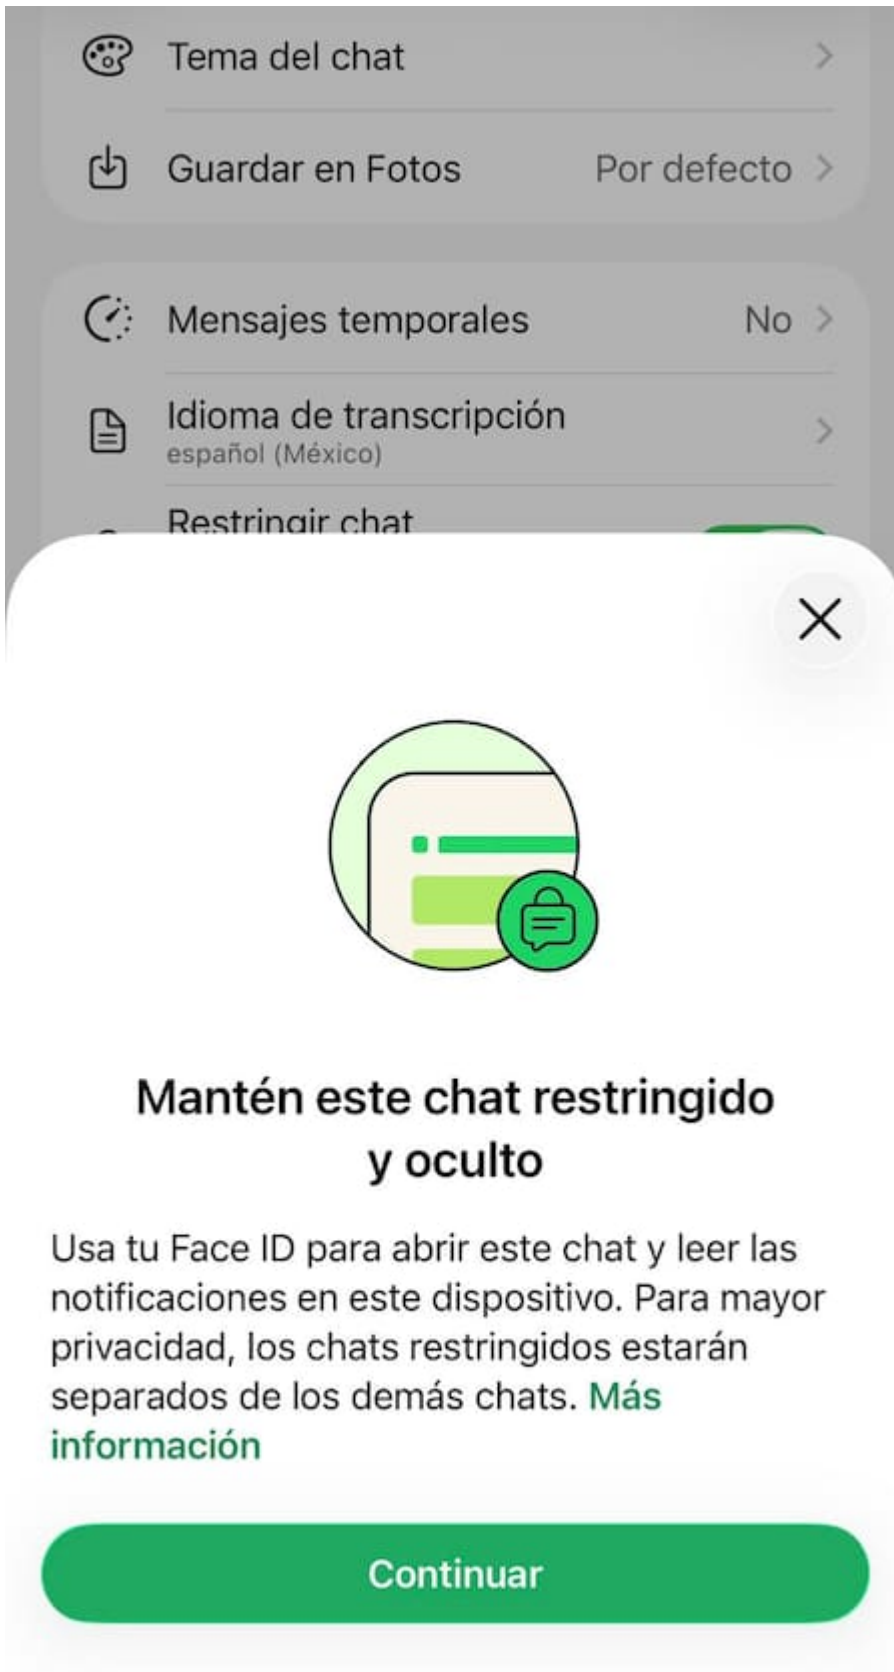 Tema del chat
Guardar en Fotos Por defecto
Mensajes temporales No
Idioma de transcripción
español (México)
Restringir chat
Mantén este chat restringido
y oculto
Usa tu Face ID para abrir este chat y leer las
notificaciones en este dispositivo. Para mayor
privacidad, los chats restringidos estarán
separados de los demás chats. Más
información
Continuar